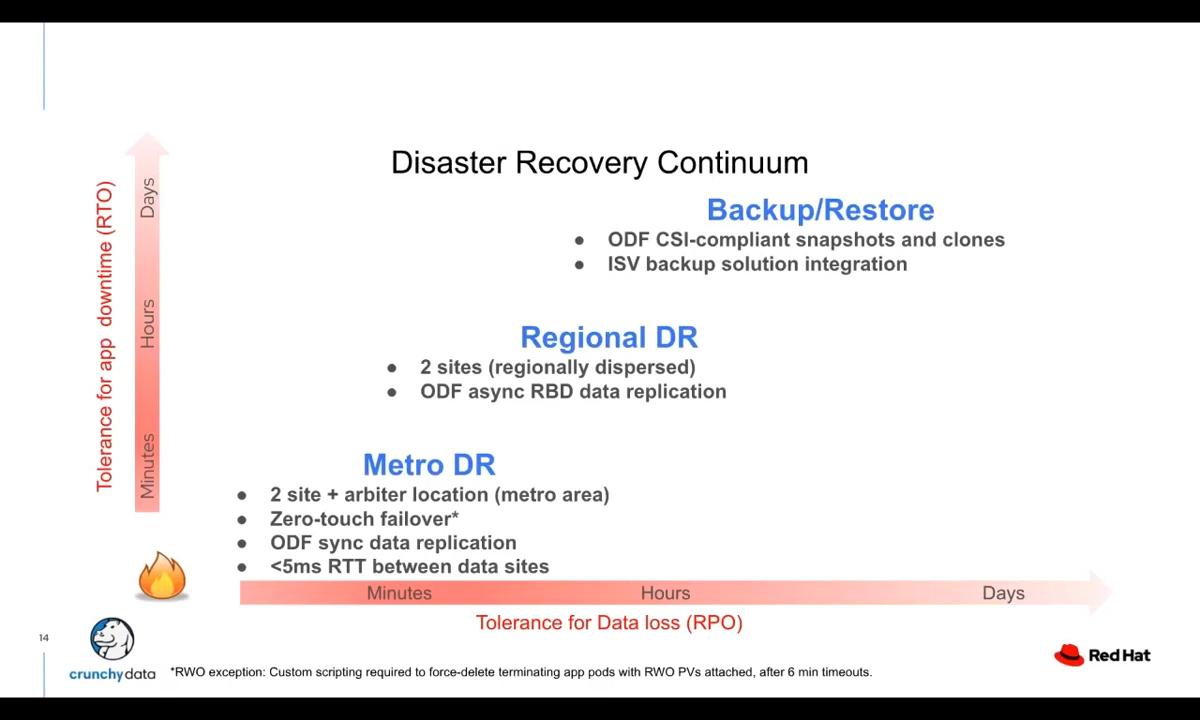 Disaster Recovery Continuum
Backup/Restore
● ODF CSI-compliant snapshots and clones
● ISV backup solution integration
Regional DR
● 2 sites (regionally dispersed)
● ODF async RBD data replication
Metro DR
● 2 site + arbiter location (metro area)
● Zero-touch failover*
● ODF sync data replication
● <5ms RTT between data sites
Tolerance for app downtime (RTO)
Days
Hours
Minutes
Minutes Hours Days
Tolerance for Data loss (RPO)
14
crunchydata
*RWO exception: Custom scripting required to force-delete terminating app pods with RWO PVs attached, after 6 min timeouts.
Red Hat